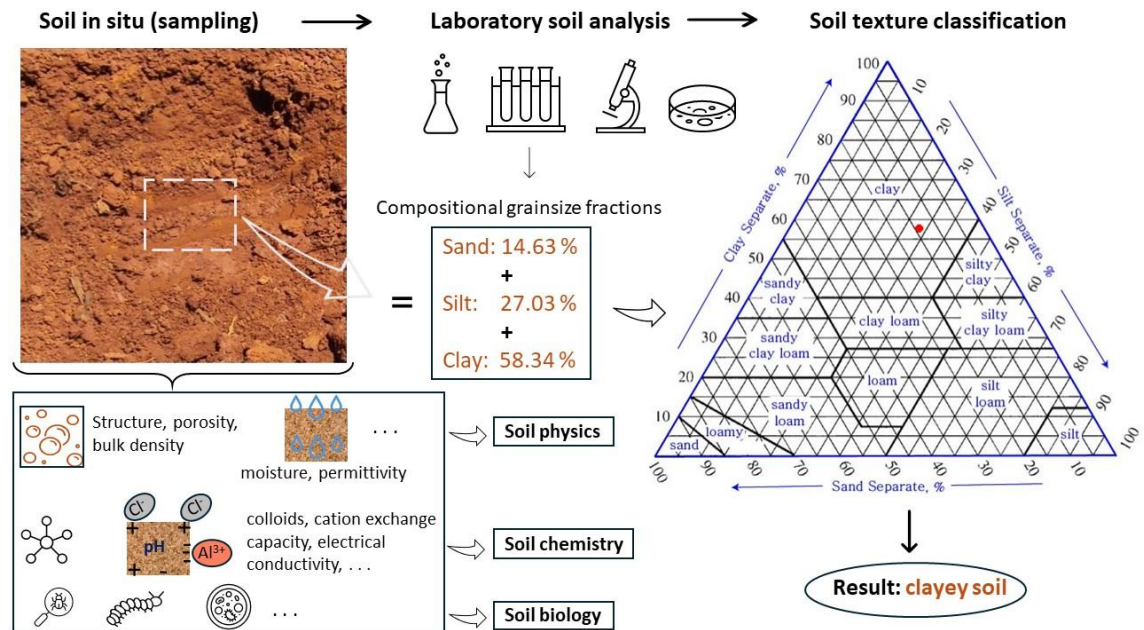 Soil in situ (sampling)
Laboratory soil analysis
Soil texture classification
Compositional grainsize fractions
=
Sand: 14.63 %
+
Silt: 27.03 %
+
Clay: 58.34 %
Structure, porosity,
bulk density
. . .
moisture, permittivity
Soil physics
Cl-
Cl-
+
+
pH
-
-
-
Al³⁺
+
-
colloids, cation exchange
capacity, electrical
conductivity, . . .
Soil chemistry
. . .
Soil biology
Clay Separate, %
100
90
80
70
60
50
40
30
20
10
Silt Separate, %
10
20
30
40
50
60
70
80
90
100
clay
silty
clay
sandy
clay
clay loam
silty
clay loam
sandy
clay loam
loam
silt
loam
sandy
loam
loamy
sand
silt
100
90
80
70
60
50
40
30
20
10
Sand Separate, %
Result: clayey soil